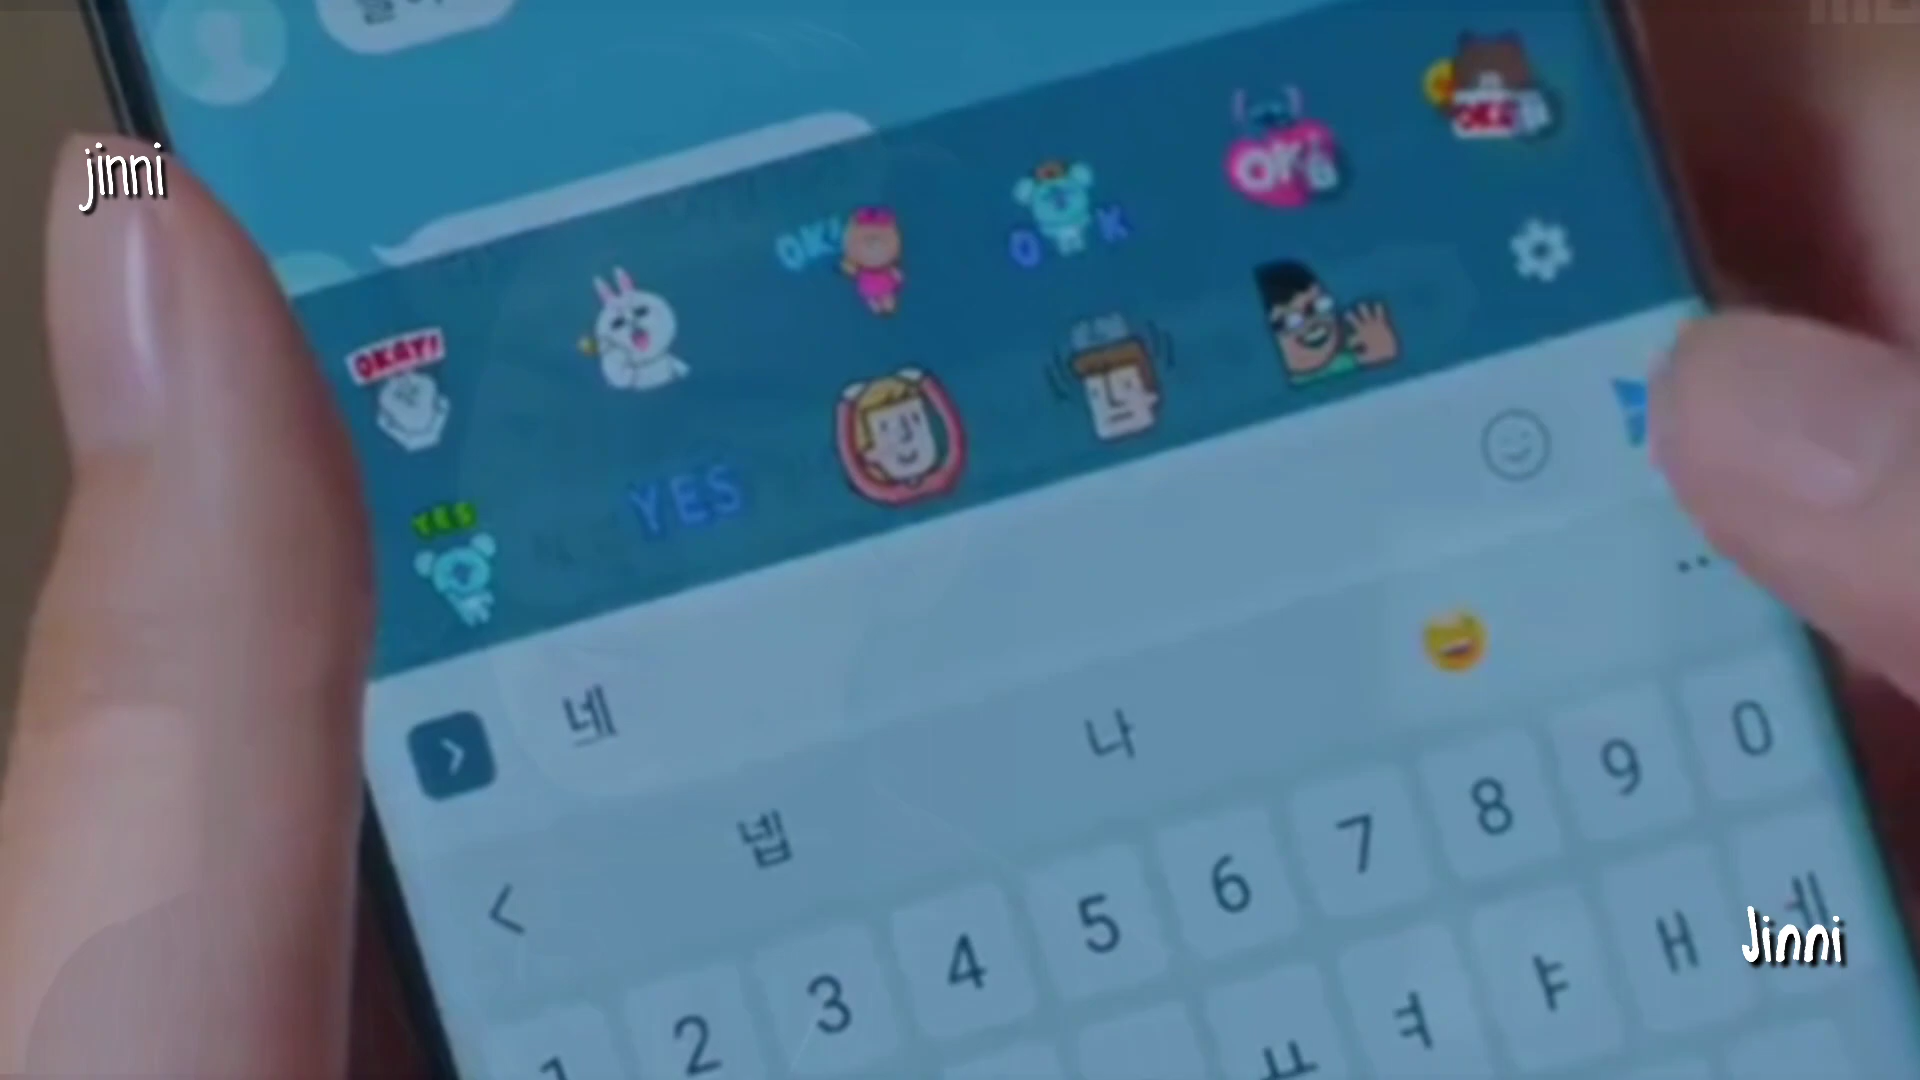 jinni
OK!
O K
OK
OKAY!
YES
YES
네
넵
나
1 2 3 4 5 6 7 8 9 0
ㅛ ㅕ ㅑ ㅐ ㅔ
Jinni